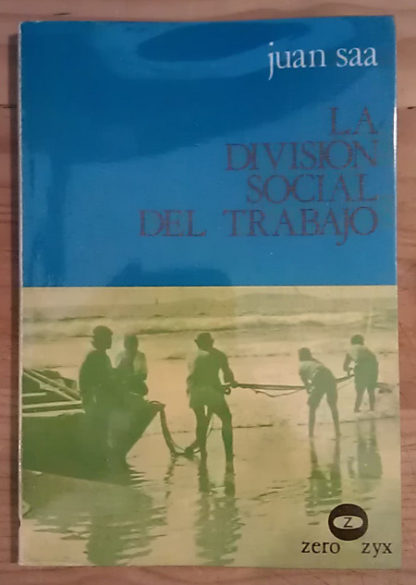 juan saa
LA
DIVISION
SOCIAL
DEL TRABAJO
Z
zero zyx